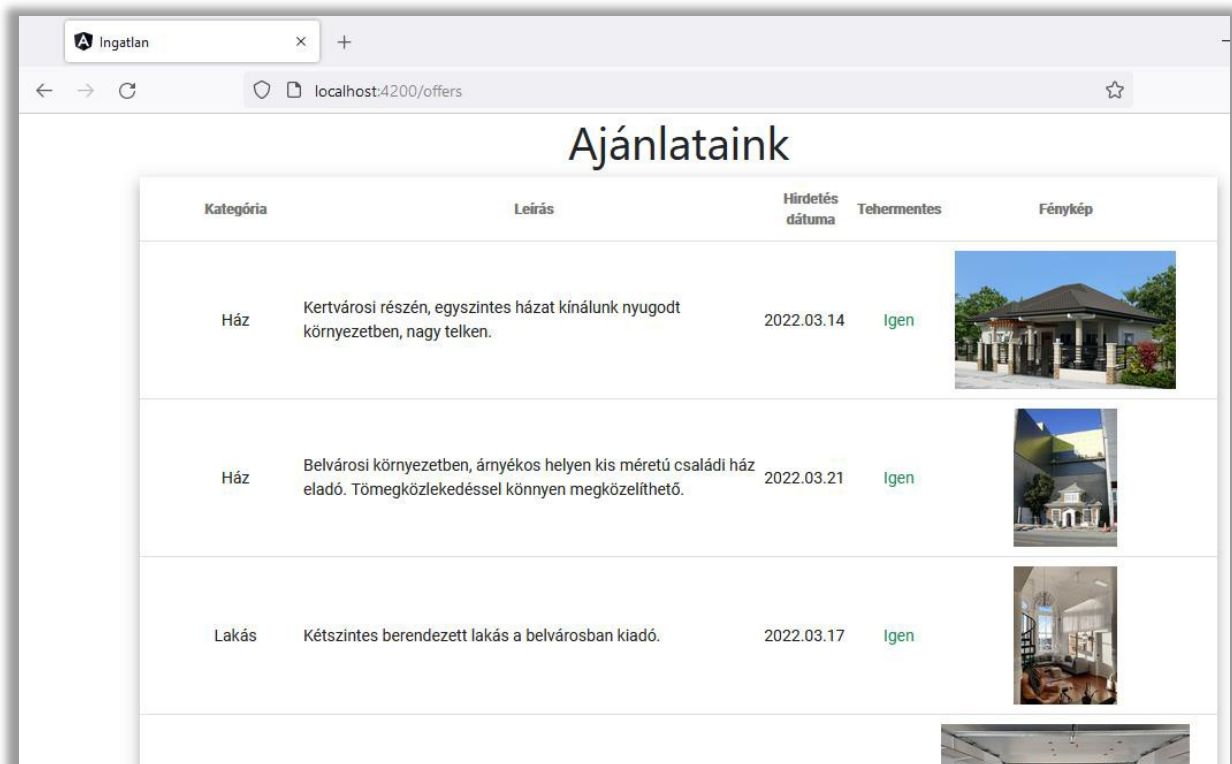 Ingatlan
localhost:4200/offers
Ajánlataink
Kategória Leírás Hirdetés dátuma Tehermentes Fénykép
Ház
Kertvárosi részén, egyszintes házat kínálunk nyugodt
környezetben, nagy telken.
2022.03.14 Igen
Ház
Belvárosi környezetben, árnyékos helyen kis méretú családi ház
eladó. Tömegközlekedéssel könnyen megközelíthető.
2022.03.21 Igen
Lakás Kétszintes berendezett lakás a belvárosban kiadó. 2022.03.17 Igen